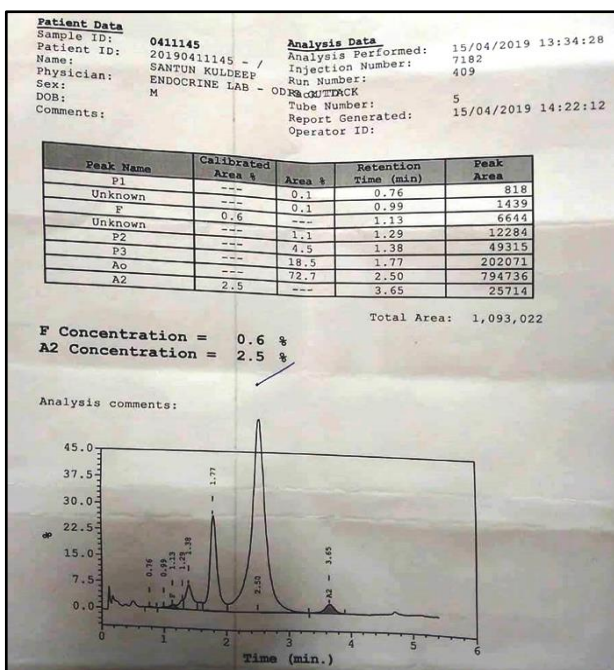 Patient Data
Sample ID: 0411145
Patient ID: 20190411145 - /
Name: SANTUN KULDEEP
Physician: ENDOCRINE LAB - ODRA CUTTACK
Sex: M
DOB:
Comments:
Analysis Data
Analysis Performed: 15/04/2019 13:34:28
Injection Number: 7182
Run Number: 409
Tube Number: 5
Report Generated: 15/04/2019 14:22:12
Operator ID:
Peak Name Calibrated Area % Area % Retention Time (min) Peak Area
P1 --- 0.1 0.76 818
Unknown --- 0.1 0.99 1439
F 0.6 --- 1.13 6644
Unknown --- 1.1 1.29 12284
P2 --- 4.5 1.38 49315
P3 --- 18.5 1.77 202071
Ao --- 72.7 2.50 794736
A2 2.5 --- 3.65 25714
Total Area: 1,093,022
F Concentration = 0.6 %
A2 Concentration = 2.5 %
Analysis comments:
45.0
37.5
30.0
22.5
15.0
7.5
0.0
%
0.76
0.99
F 1.13
1.29
1.38
1.77
2.50
A2 3.65
0 1 2 3 4 5 6
Time (min.)